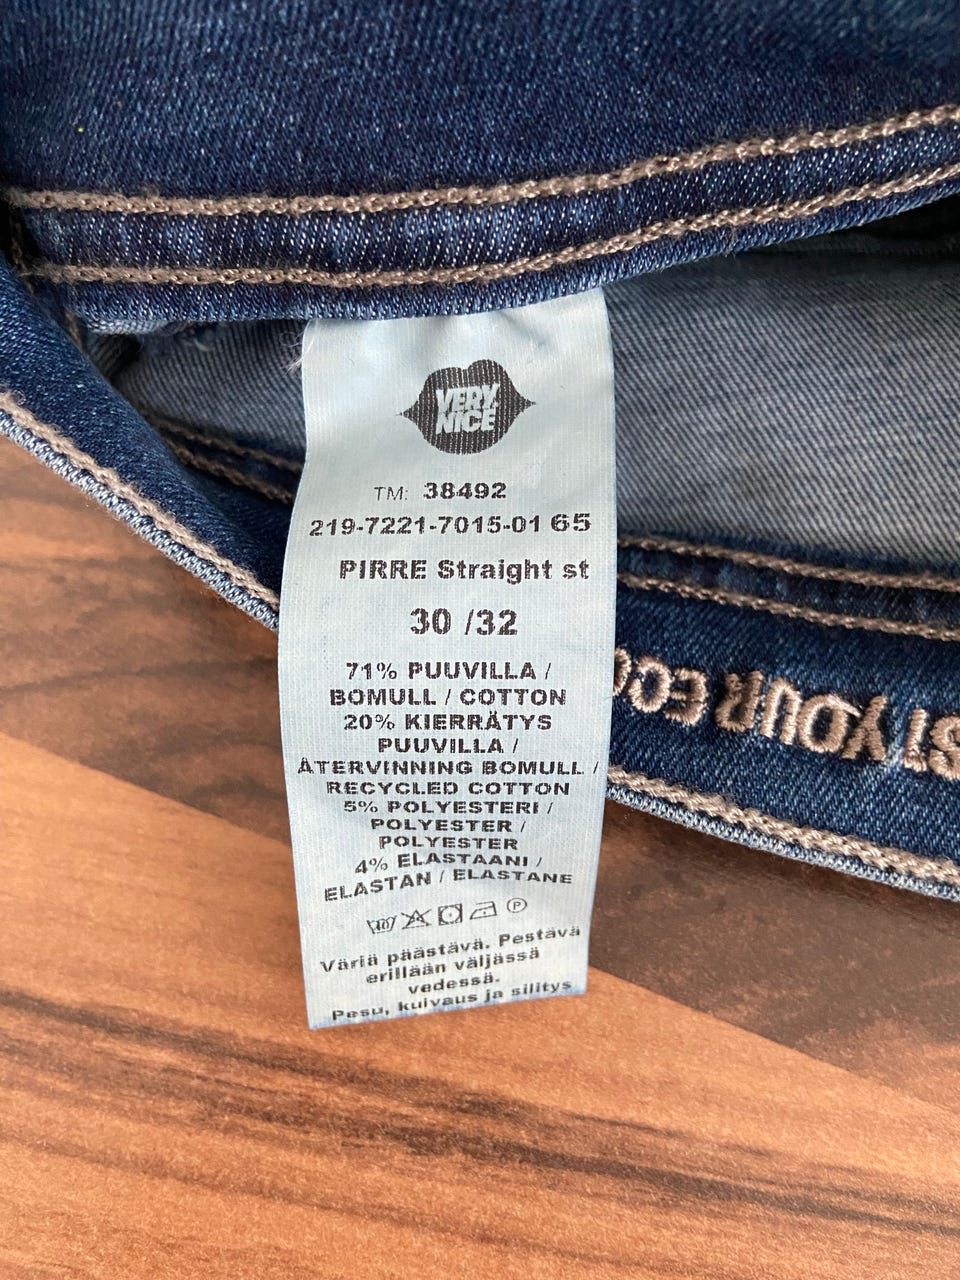 VERY
NICE
TM: 38492
219-7221-7015-01 65
PIRRE Straight st
30 /32
71% PUUVILLA /
BOMULL / COTTON
20% KIERRÄTYS
PUUVILLA /
ÅTERVINNING BOMULL /
RECYCLED COTTON
5% POLYESTERI /
POLYESTER /
POLYESTER
4% ELASTAANI /
ELASTAN / ELASTANE
P
Väriä päästävä. Pestävä
erillään väljässä
vedessä.
Pesu, kuivaus ja silitys
YOUR